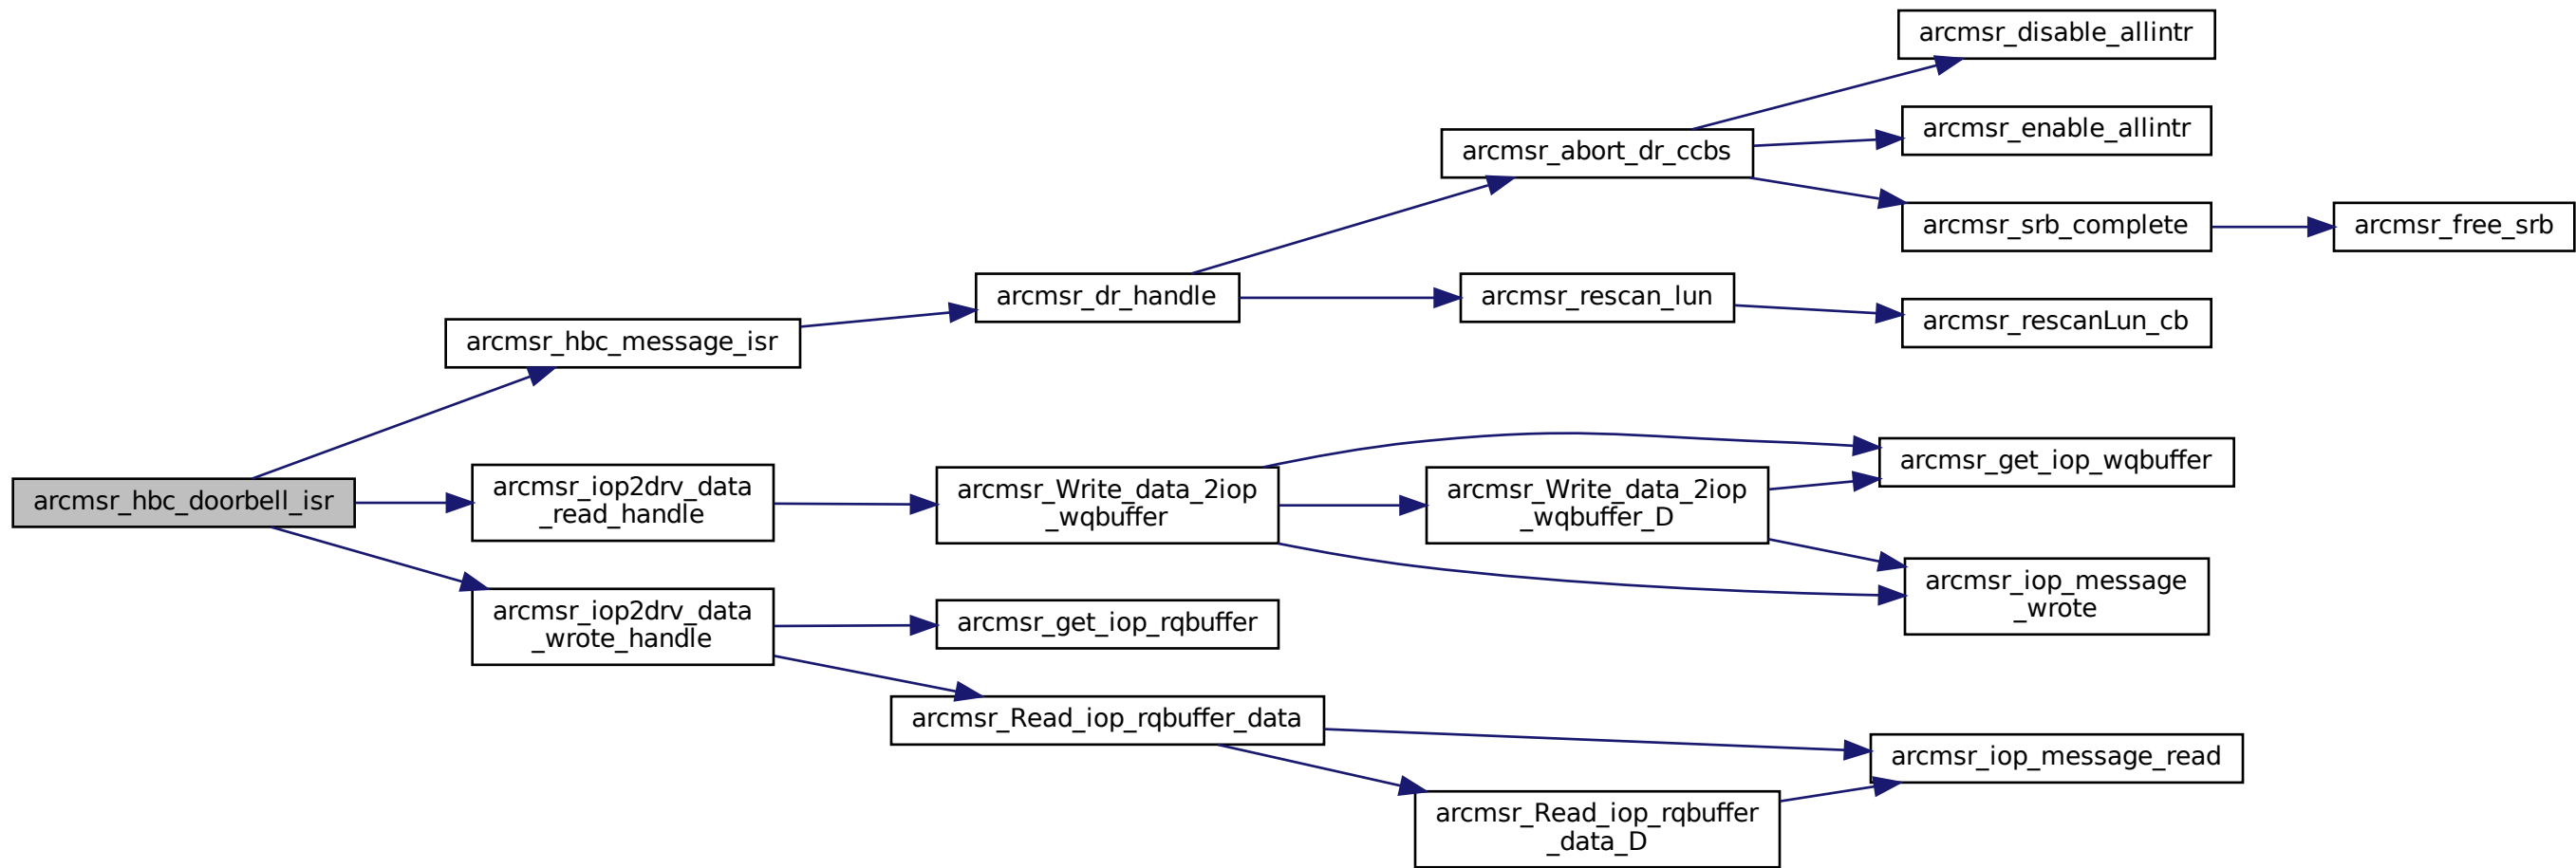 arcmsr_hbc_doorbell_isr
arcmsr_hbc_message_isr
arcmsr_dr_handle
arcmsr_abort_dr_ccbs
arcmsr_disable_allintr
arcmsr_enable_allintr
arcmsr_srb_complete
arcmsr_free_srb
arcmsr_rescan_lun
arcmsr_rescanLun_cb
arcmsr_iop2drv_data
_read_handle
arcmsr_Write_data_2iop
_wqbuffer
arcmsr_Write_data_2iop
_wqbuffer_D
arcmsr_get_iop_wqbuffer
arcmsr_iop_message
_wrote
arcmsr_iop2drv_data
_wrote_handle
arcmsr_get_iop_rqbuffer
arcmsr_Read_iop_rqbuffer_data
arcmsr_Read_iop_rqbuffer
_data_D
arcmsr_iop_message_read